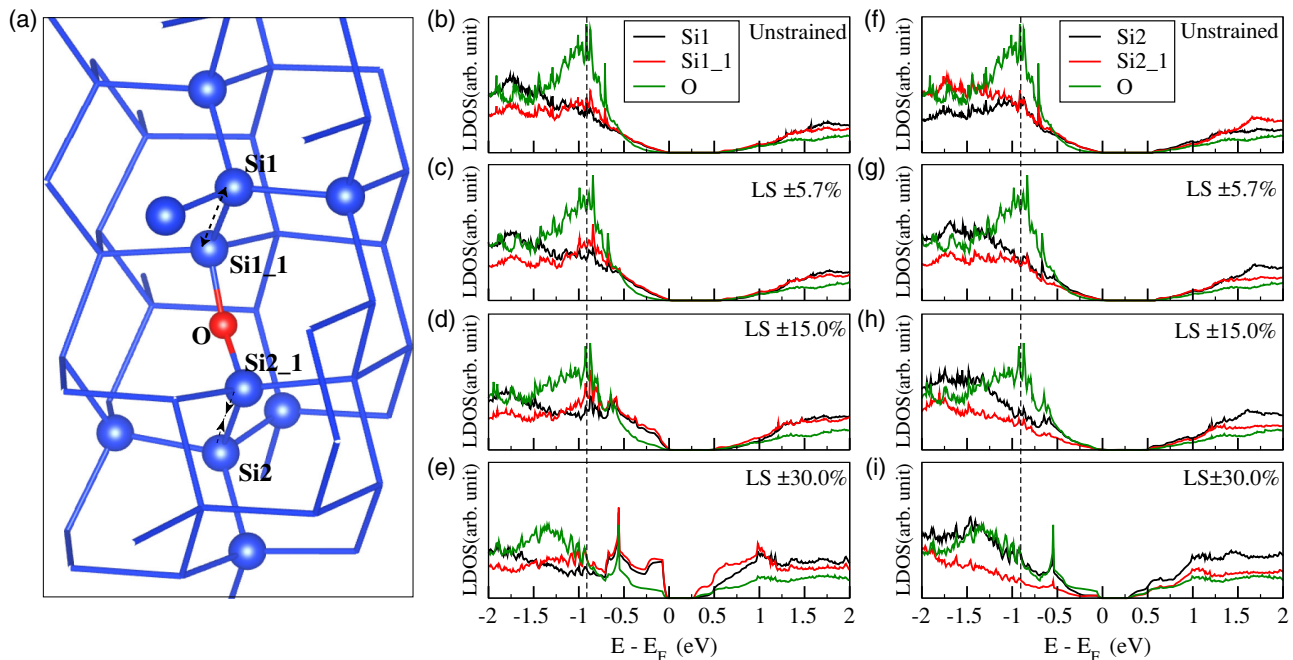 (a)
Si1
Si1_1
O
Si2_1
Si2
(b)
Si1
Si1_1
O
Unstrained
LDOS(arb. unit)
(c)
LS ±5.7%
LDOS(arb. unit)
(d)
LS ±15.0%
LDOS(arb. unit)
(e)
LS ±30.0%
LDOS(arb. unit)
-2 -1.5 -1 -0.5 0 0.5 1 1.5 2
E - E_F (eV)
(f)
Si2
Si2_1
O
Unstrained
LDOS(arb. unit)
(g)
LS ±5.7%
LDOS(arb. unit)
(h)
LS ±15.0%
LDOS(arb. unit)
(i)
LS±30.0%
LDOS(arb. unit)
-2 -1.5 -1 -0.5 0 0.5 1 1.5 2
E - E_F (eV)